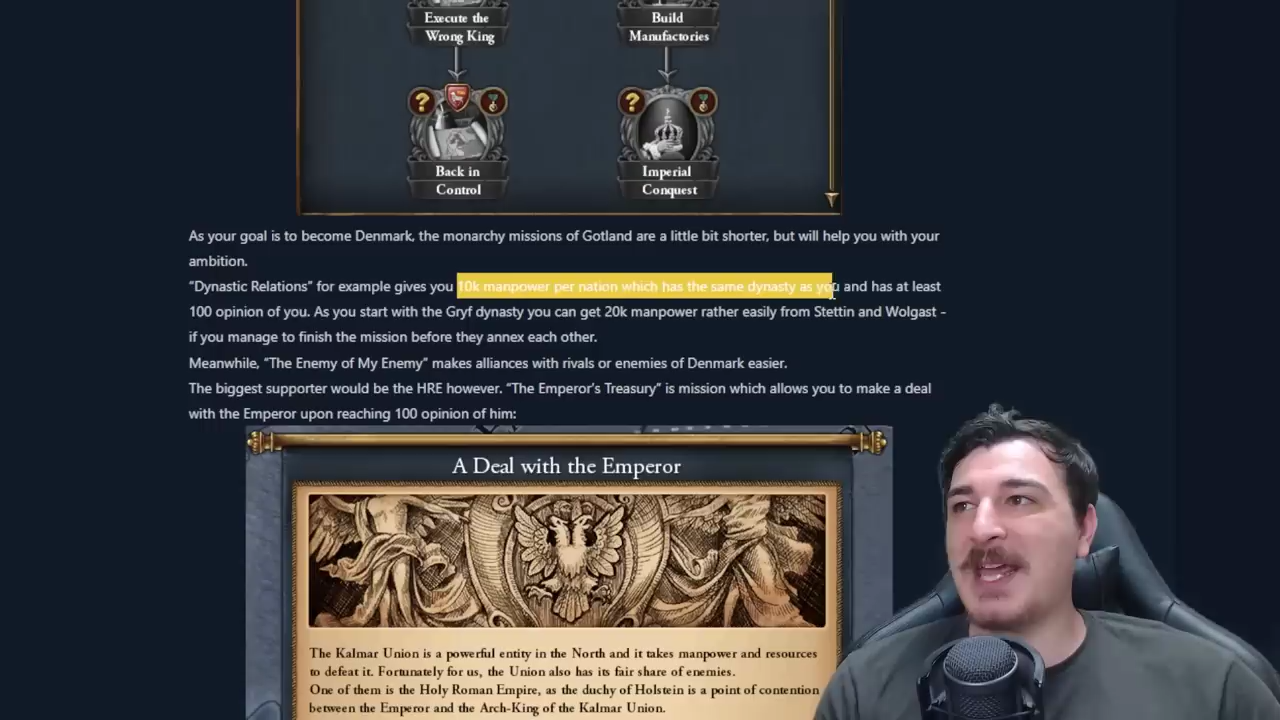 Execute the
Wrong King
Build
Manufactories
Back in
Control
Imperial
Conquest
As your goal is to become Denmark, the monarchy missions of Gotland are a little bit shorter, but will help you with your
ambition.
“Dynastic Relations” for example gives you 10k manpower per nation which has the same dynasty as you and has at least
100 opinion of you. As you start with the Gryf dynasty you can get 20k manpower rather easily from Stettin and Wolgast -
if you manage to finish the mission before they annex each other.
Meanwhile, “The Enemy of My Enemy” makes alliances with rivals or enemies of Denmark easier.
The biggest supporter would be the HRE however. “The Emperor’s Treasury” is mission which allows you to make a deal
with the Emperor upon reaching 100 opinion of him:
A Deal with the Emperor
The Kalmar Union is a powerful entity in the North and it takes manpower and resources
to defeat it. Fortunately for us, the Union also has its fair share of enemies.
One of them is the Holy Roman Empire, as the duchy of Holstein is a point of contention
between the Emperor and the Arch-King of the Kalmar Union.